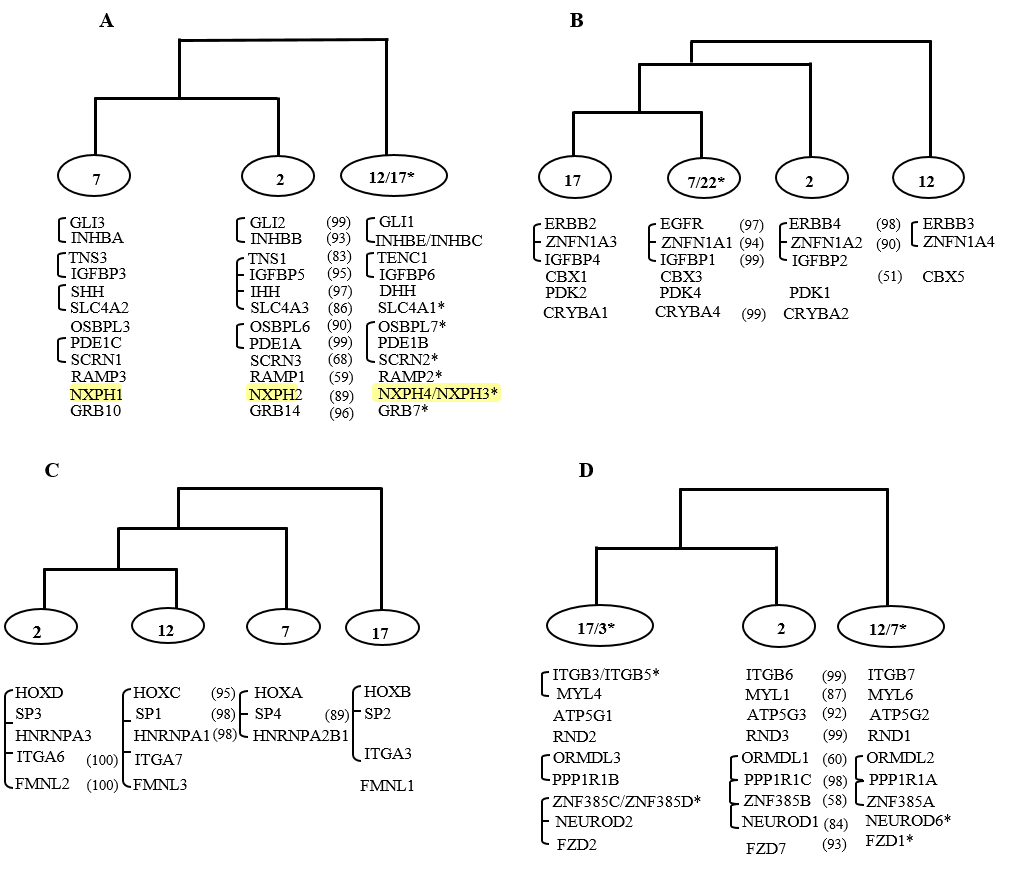 A
B
7
2
12/17*
17
7/22*
2
12
GLI3 GLI2 (99) GLI1
INHBA INHBB (93) INHBE/INHBC
TNS3 TNS1 (83) TENC1
IGFBP3 IGFBP5 (95) IGFBP6
SHH IHH (97) DHH
SLC4A2 SLC4A3 (86) SLC4A1*
OSBPL3 OSBPL6 (90) OSBPL7*
PDE1C PDE1A (99) PDE1B
SCRN1 SCRN3 (68) SCRN2*
RAMP3 RAMP1 (59) RAMP2*
NXPH1 NXPH2 (89) NXPH4/NXPH3*
GRB10 GRB14 (96) GRB7*
ERBB2 EGFR (97) ERBB4 (98) ERBB3
ZNFN1A3 ZNFN1A1 (94) ZNFN1A2 (90) ZNFN1A4
IGFBP4 IGFBP1 (99) IGFBP2
CBX1 CBX3 (51) CBX5
PDK2 PDK4 PDK1
CRYBA1 CRYBA4 (99) CRYBA2
C
D
2
12
7
17
17/3*
2
12/7*
HOXD HOXC (95) HOXA HOXB
SP3 SP1 (98) SP4 (89) SP2
HNRNPA3 HNRNPA1 (98) HNRNPA2B1
ITGA6 (100) ITGA7 ITGA3
FMNL2 (100) FMNL3 FMNL1
ITGB3/ITGB5* ITGB6 (99) ITGB7
MYL4 MYL1 (87) MYL6
ATP5G1 ATP5G3 (92) ATP5G2
RND2 RND3 (99) RND1
ORMDL3 ORMDL1 (60) ORMDL2
PPP1R1B PPP1R1C (98) PPP1R1A
ZNF385C/ZNF385D* ZNF385B (58) ZNF385A
NEUROD2 NEUROD1 (84) NEUROD6*
FZD2 FZD7 (93) FZD1*